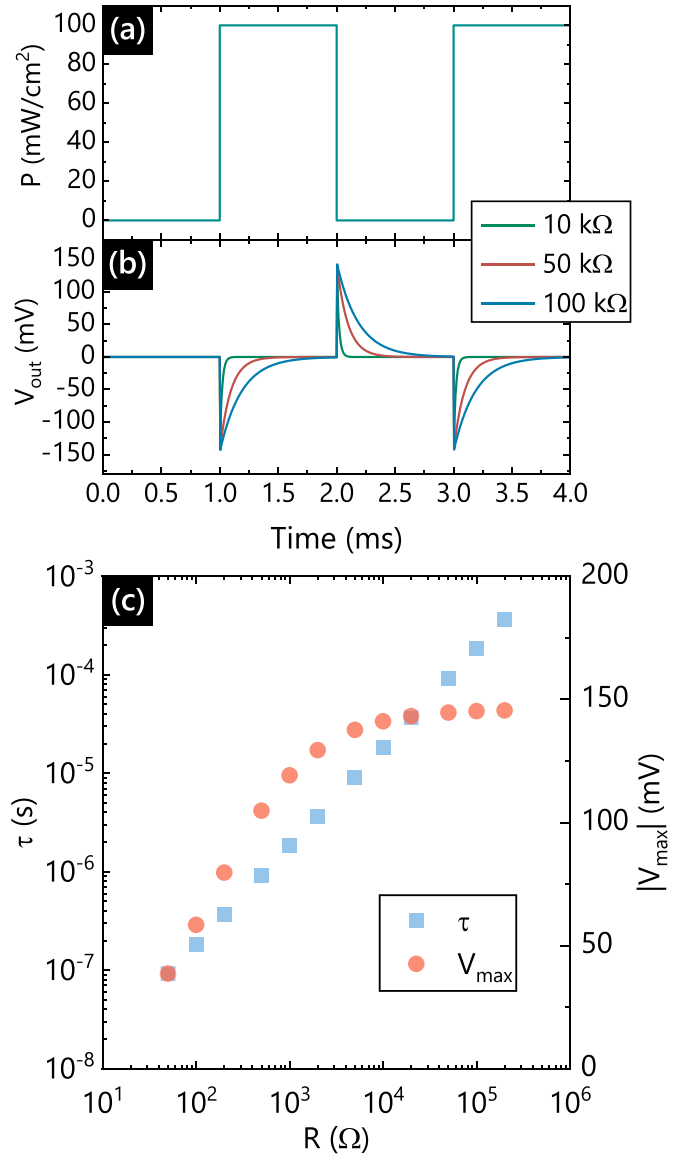 (a)
P (mW/cm²)
100
80
60
40
20
0
10 kΩ
50 kΩ
100 kΩ
(b)
V_out (mV)
150
100
50
0
-50
-100
-150
0.0 0.5 1.0 1.5 2.0 2.5 3.0 3.5 4.0
Time (ms)
(c)
τ (s)
10⁻³
10⁻⁴
10⁻⁵
10⁻⁶
10⁻⁷
10⁻⁸
200
150
100
50
0
|V_max| (mV)
τ
V_max
10¹ 10² 10³ 10⁴ 10⁵ 10⁶
R (Ω)